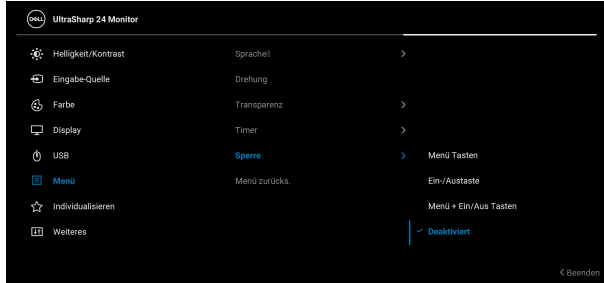 DELL UltraSharp 24 Monitor
Helligkeit/Kontrast
Spracheß
Eingabe-Quelle
Drehung
Farbe
Transparenz
Display
Timer
USB
Sperre
Menü Tasten
Menü
Menü zurücks.
Ein-/Austaste
Individualisieren
Menü + Ein/Aus Tasten
Weiteres
Deaktiviert
Beenden